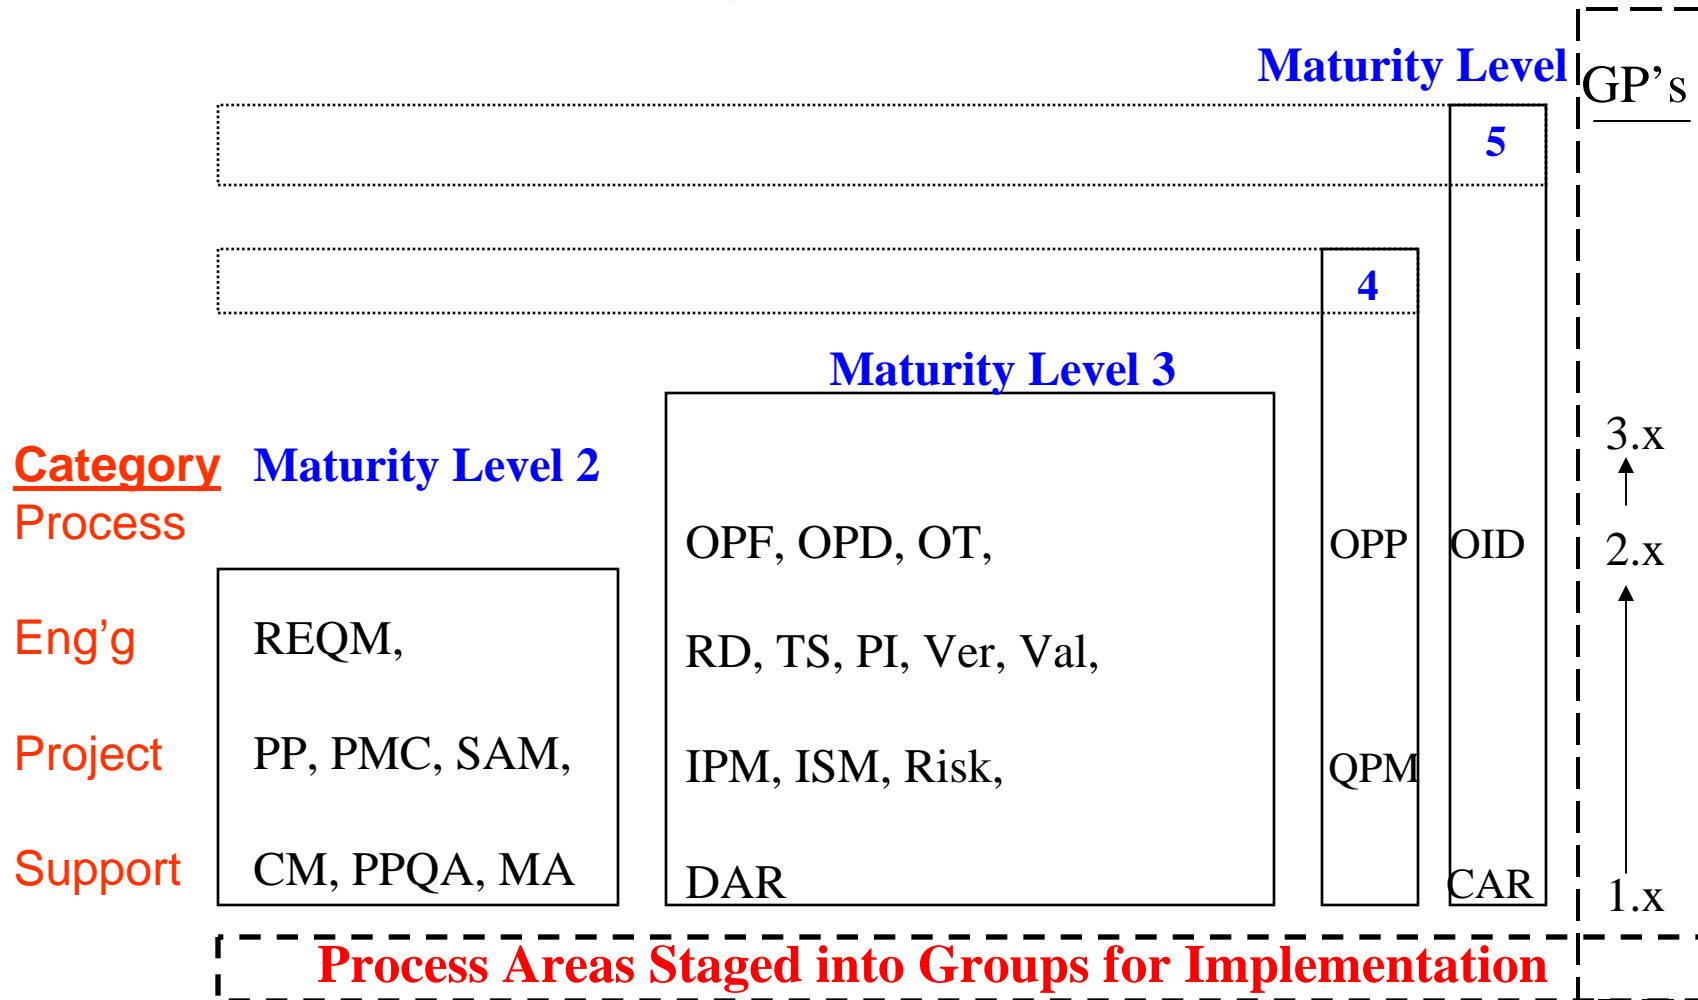 Maturity Level
GP's
5
4
Maturity Level 3
3.x
Category Maturity Level 2
Process
OPF, OPD, OT, OPP OID 2.x
Eng'g REQM, RD, TS, PI, Ver, Val,
Project PP, PMC, SAM, IPM, ISM, Risk, QPM
Support CM, PPQA, MA DAR CAR 1.x
Process Areas Staged into Groups for Implementation